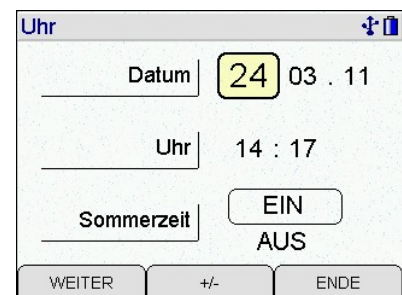 Uhr
Datum 24 03 . 11
Uhr 14 : 17
Sommerzeit EIN
AUS
WEITER +/- ENDE